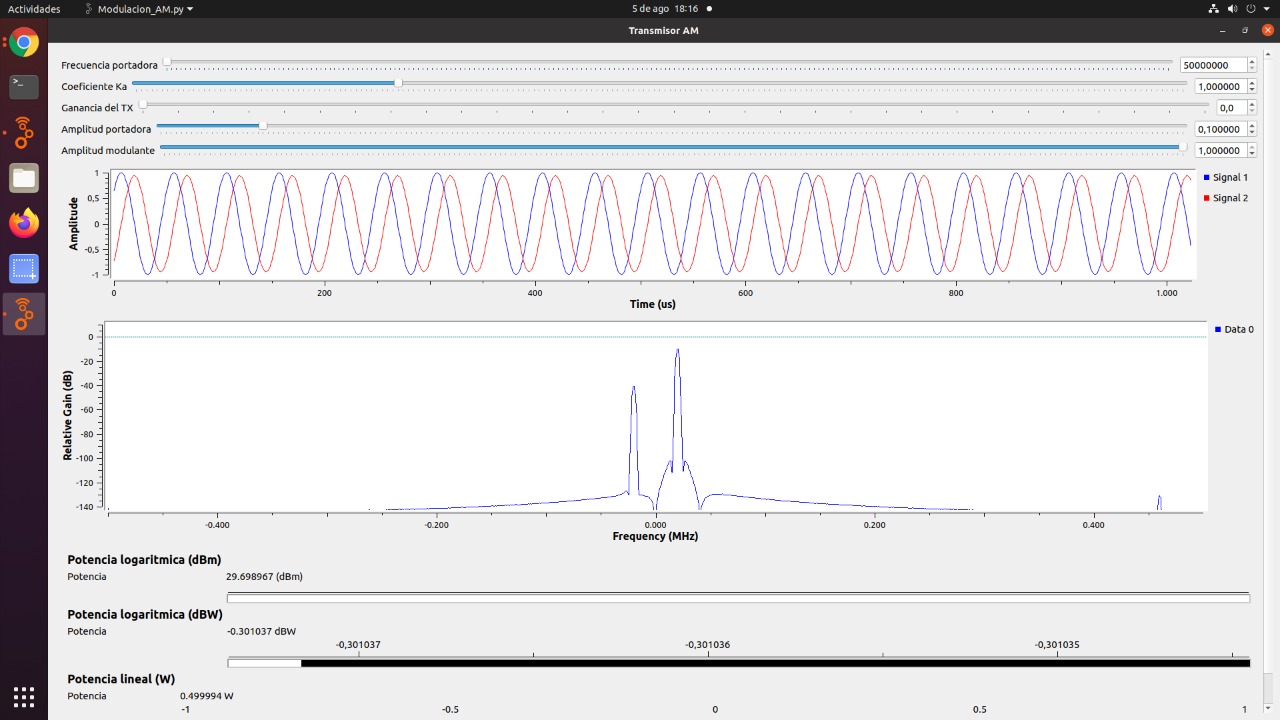 Actividades Modulacion_AM.py 5 de ago 18:16
Transmisor AM
Frecuencia portadora 50000000
Coeficiente Ka 1,000000
Ganancia del TX 0,0
Amplitud portadora 0,100000
Amplitud modulante 1,000000
Amplitude
1
0,5
0
-0,5
-1
0 200 400 600 800 1.000
Time (us)
Signal 1
Signal 2
Relative Gain (dB)
0
-20
-40
-60
-80
-100
-120
-140
-0.400 -0.200 0.000 0.200 0.400
Frequency (MHz)
Data 0
Potencia logaritmica (dBm)
Potencia 29.698967 (dBm)
Potencia logaritmica (dBW)
Potencia -0.301037 dBW
-0,301037 -0,301036 -0,301035
Potencia lineal (W)
Potencia 0.499994 W
-1 -0.5 0 0.5 1